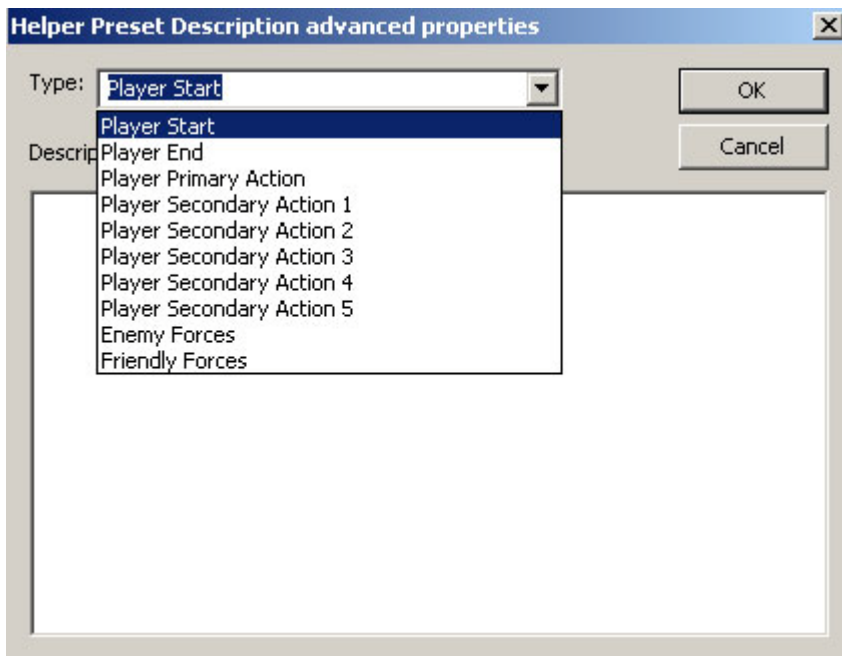 Helper Preset Description advanced properties
Type: Player Start
OK
Player Start
Descrip Player End
Cancel
Player Primary Action
Player Secondary Action 1
Player Secondary Action 2
Player Secondary Action 3
Player Secondary Action 4
Player Secondary Action 5
Enemy Forces
Friendly Forces